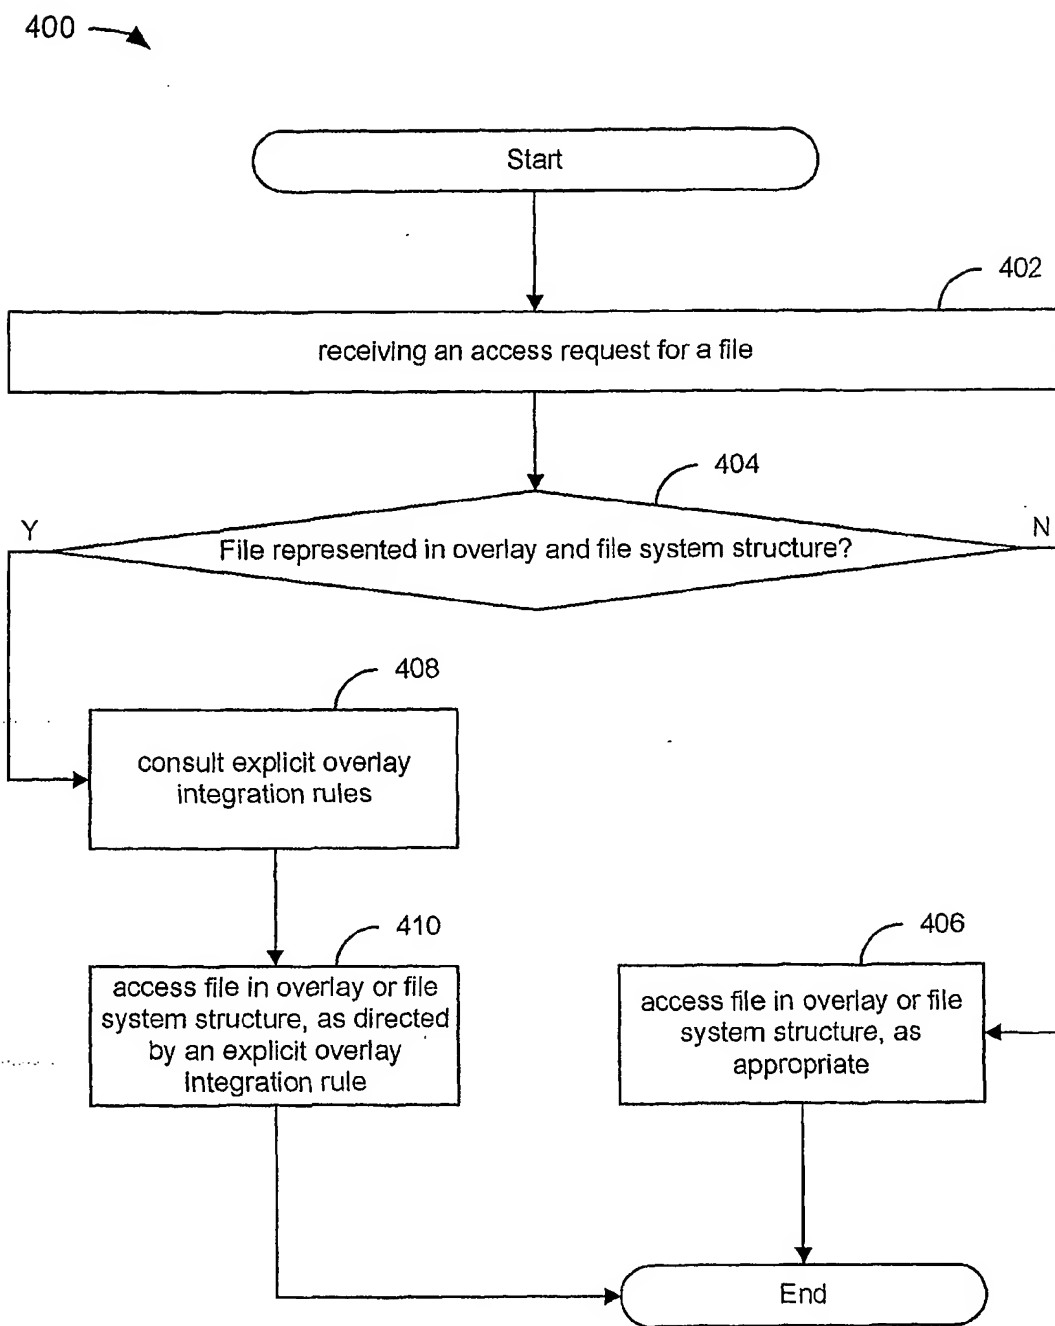 400
Start
402
receiving an access request for a file
404
Y
N
File represented in overlay and file system structure?
408
consult explicit overlay
integration rules
410
access file in overlay or file
system structure, as directed
by an explicit overlay
integration rule
406
access file in overlay or file
system structure, as
appropriate
End